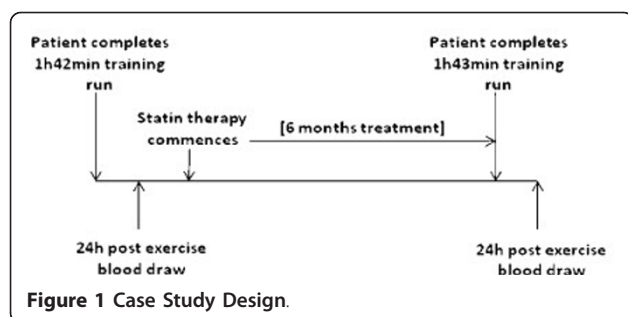 Patient completes
1h42min training
run
Patient completes
1h43min training
run
Statin therapy
commences
[6 months treatment]
24h post exercise
blood draw
24h post exercise
blood draw
Figure 1 Case Study Design.